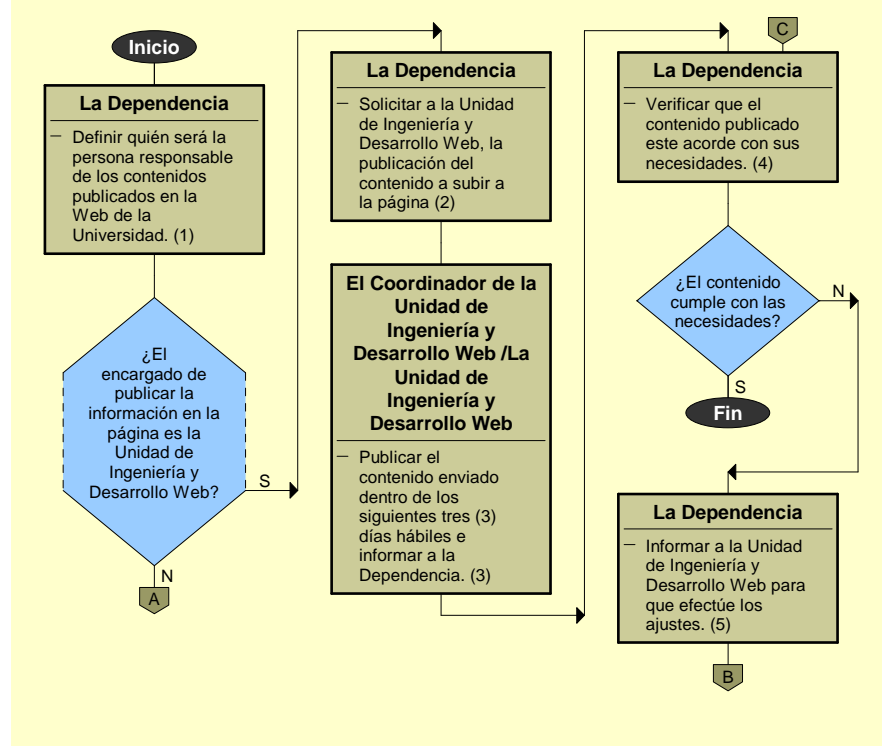 Inicio
La Dependencia
– Definir quién será la
persona responsable
de los contenidos
publicados en la
Web de la
Universidad. (1)
¿El
encargado de
publicar la
información en la
página es la
Unidad de
Ingeniería y
Desarrollo Web?
S
N
A
La Dependencia
– Solicitar a la Unidad
de Ingeniería y
Desarrollo Web, la
publicación del
contenido a subir a
la página (2)
El Coordinador de la
Unidad de
Ingeniería y
Desarrollo Web /La
Unidad de
Ingeniería y
Desarrollo Web
– Publicar el
contenido enviado
dentro de los
siguientes tres (3)
días hábiles e
informar a la
Dependencia. (3)
C
La Dependencia
– Verificar que el
contenido publicado
este acorde con sus
necesidades. (4)
¿El contenido
cumple con las
necesidades?
N
S
Fin
La Dependencia
– Informar a la Unidad
de Ingeniería y
Desarrollo Web para
que efectúe los
ajustes. (5)
B